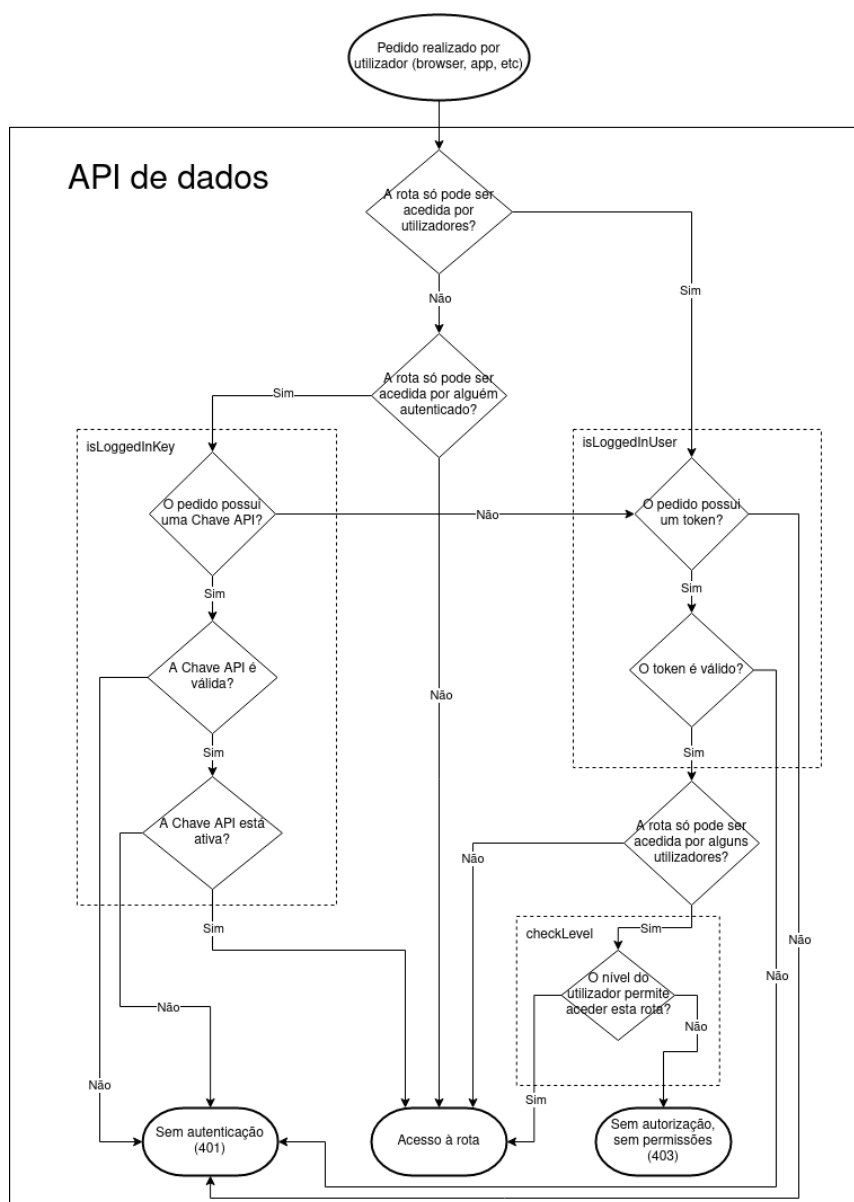 Pedido realizado por
utilizador (browser, app, etc)
API de dados
A rota só pode ser
acedida por
utilizadores?
Sim
Não
A rota só pode ser
acedida por alguém
autenticado?
Sim
isLoggedInKey
isLoggedInUser
O pedido possui
uma Chave API?
Não
O pedido possui
um token?
Sim
Sim
A Chave API é
válida?
O token é válido?
Não
Sim
Sim
A Chave API está
ativa?
A rota só pode ser
acedida por alguns
utilizadores?
Não
Sim
Sim
checkLevel
Não
Não
O nível do
utilizador permite
aceder esta rota?
Não
Não
Não
Sim
Sem autenticação
(401)
Acesso à rota
Sem autorização,
sem permissões
(403)